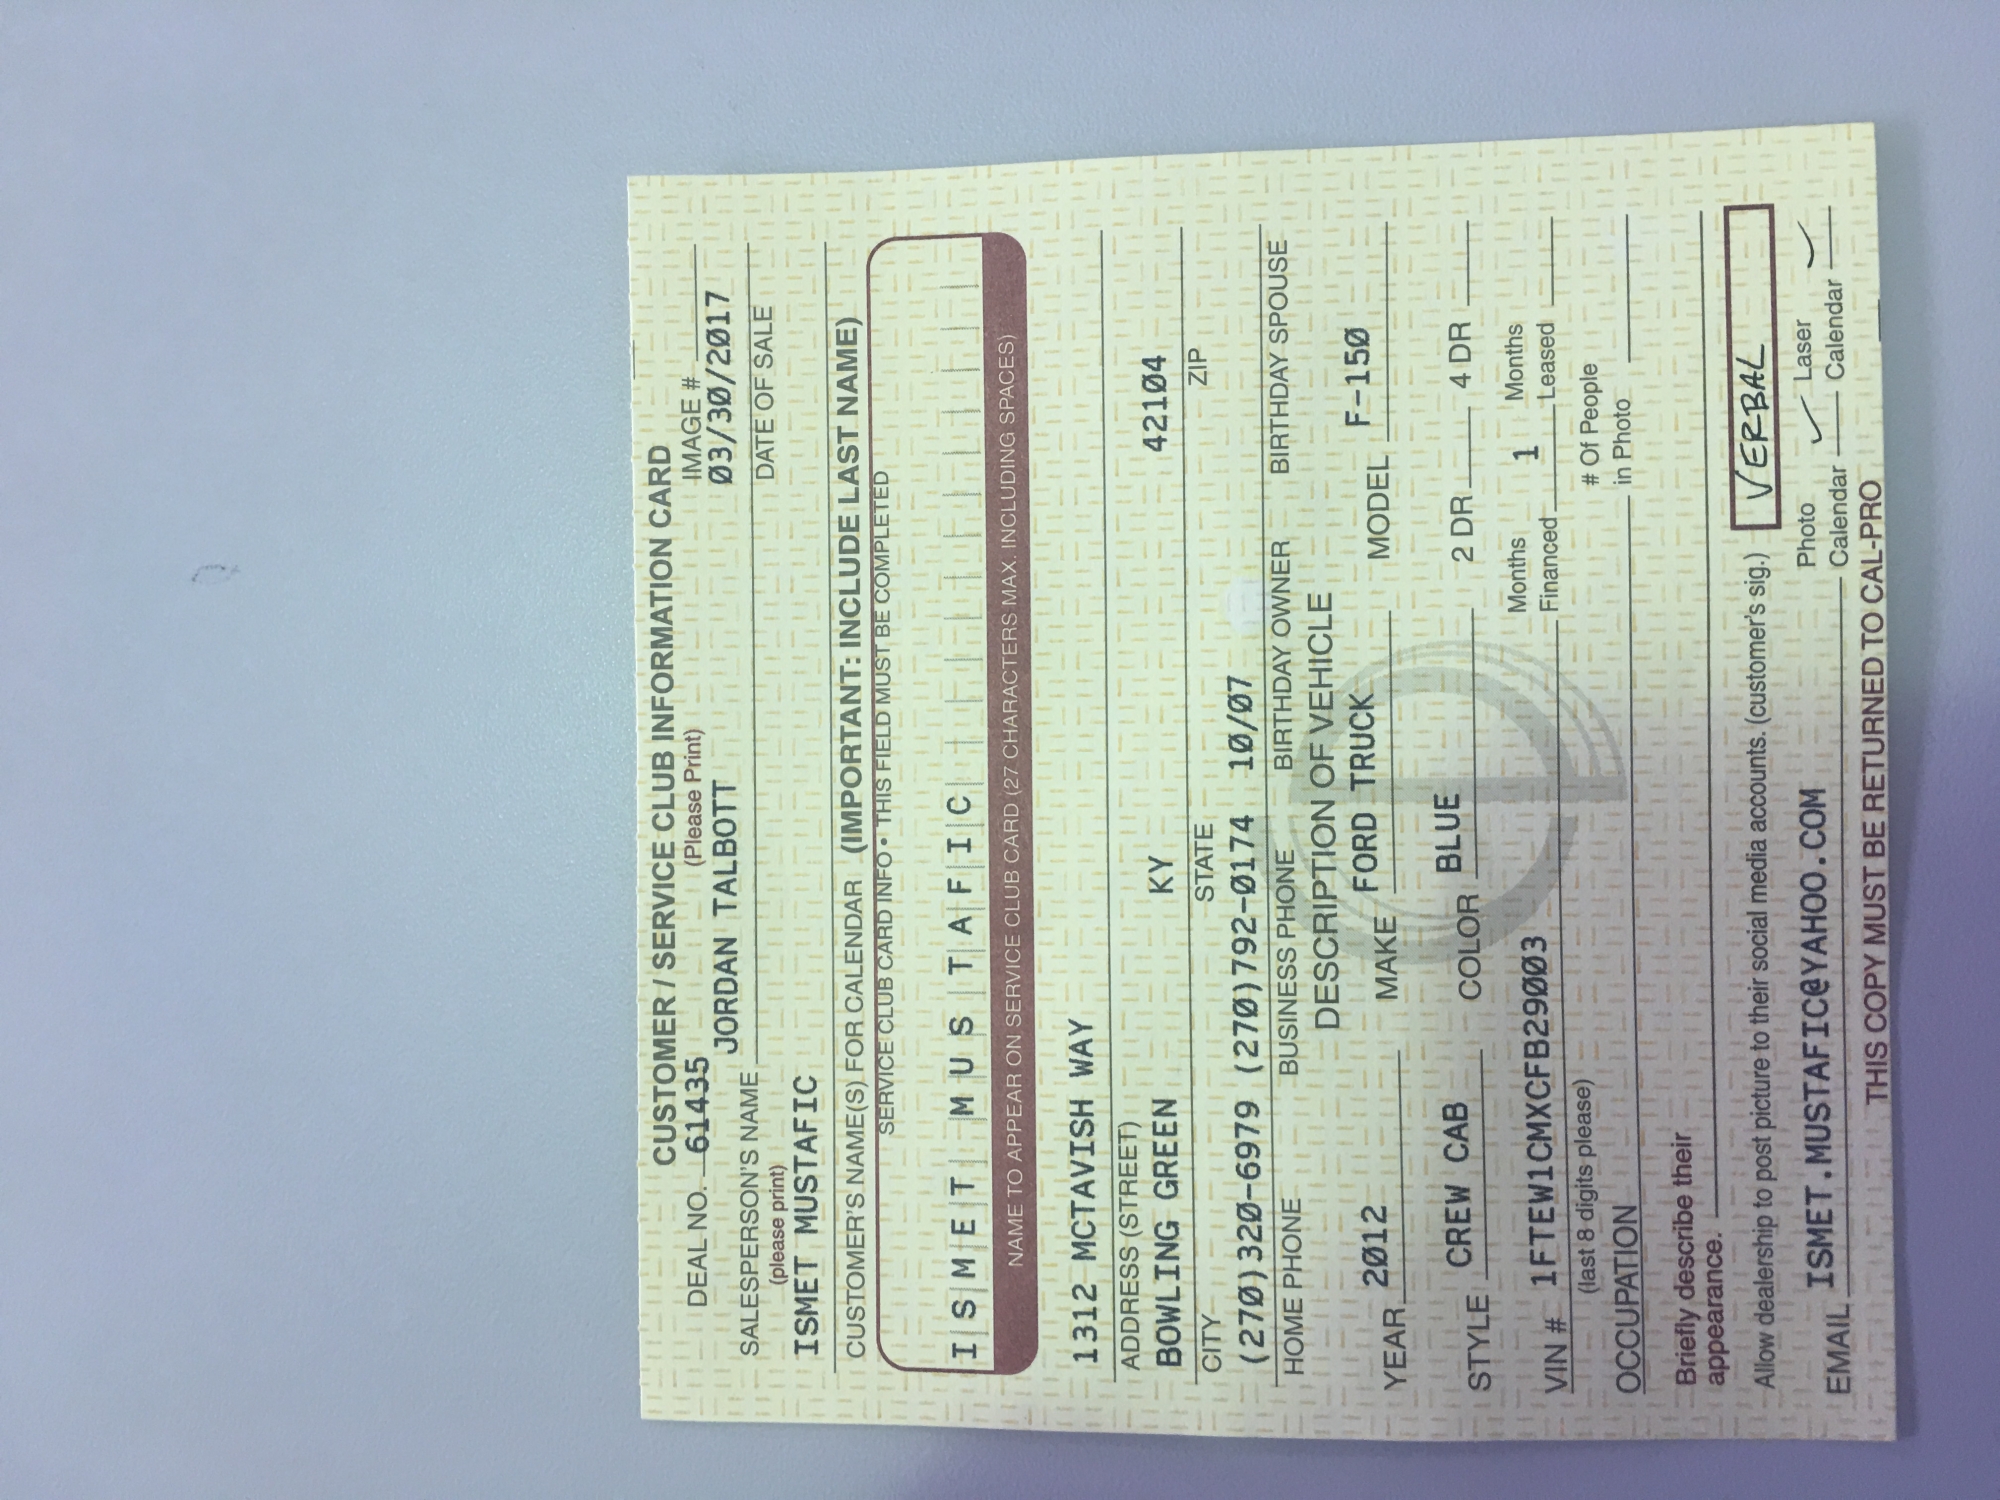 CUSTOMER / SERVICE CLUB INFORMATION CARD
(Please Print)
DEAL NO. 61435 IMAGE #
JORDAN TALBOTT 03/30/2017
SALESPERSON'S NAME DATE OF SALE
(please print)
ISMET MUSTAFIC
CUSTOMER'S NAME(S) FOR CALENDAR (IMPORTANT: INCLUDE LAST NAME)
SERVICE CLUB CARD INFO • THIS FIELD MUST BE COMPLETED
ISMET MUSTAFIC
NAME TO APPEAR ON SERVICE CLUB CARD (27 CHARACTERS MAX. INCLUDING SPACES)
1312 MCTAVISH WAY
ADDRESS (STREET)
BOWLING GREEN KY 42104
CITY STATE ZIP
(270)320-6979 (270)792-0174 10/07
HOME PHONE BUSINESS PHONE BIRTHDAY OWNER BIRTHDAY SPOUSE
DESCRIPTION OF VEHICLE
YEAR 2012 MAKE FORD TRUCK MODEL F-150
STYLE CREW CAB COLOR BLUE 2 DR 4 DR
VIN # 1FTEW1CMXCFB29003 Months Financed 1 Months Leased
(last 8 digits please)
OCCUPATION # Of People in Photo
Briefly describe their
appearance.
Allow dealership to post picture to their social media accounts. (customer's sig.) VERBAL
EMAIL ISMET.MUSTAFIC@YAHOO.COM Photo Calendar ✓ Laser Calendar ✓
THIS COPY MUST BE RETURNED TO CAL-PRO